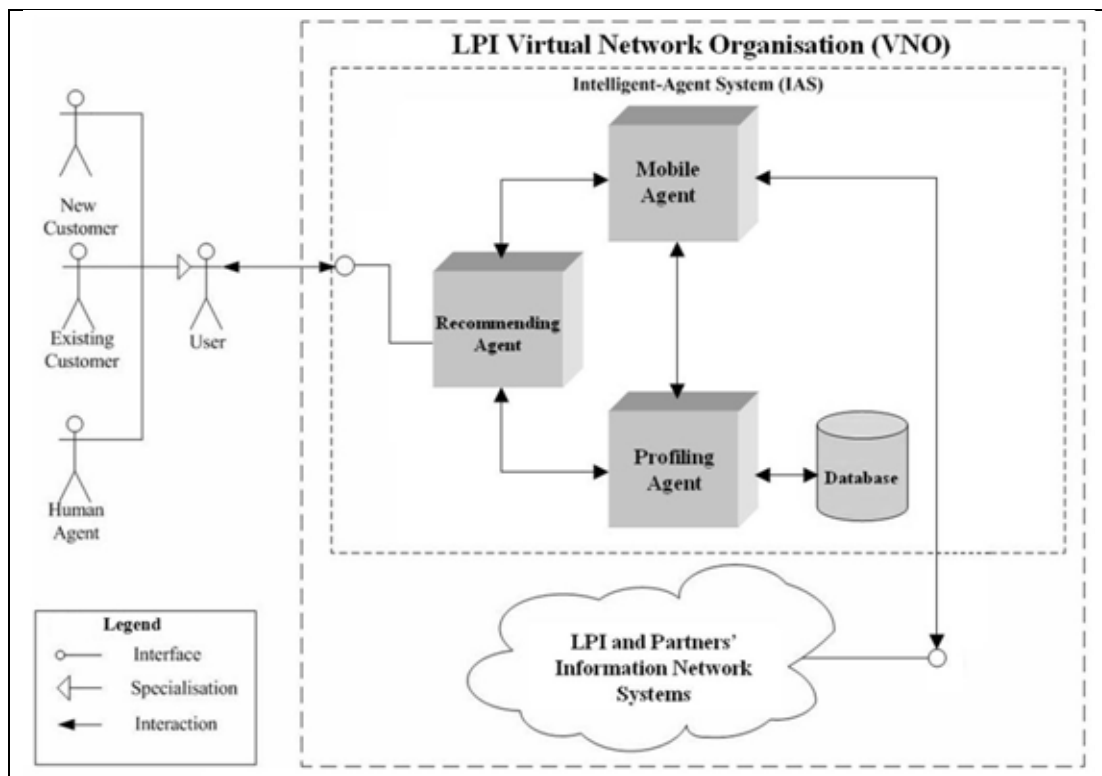 LPI Virtual Network Organisation (VNO)
Intelligent-Agent System (IAS)
Mobile
Agent
New
Customer
Recommending
Agent
Existing
Customer
User
Profiling
Agent
Database
Human
Agent
LPI and Partners'
Information Network
Systems
Legend
Interface
Specialisation
Interaction